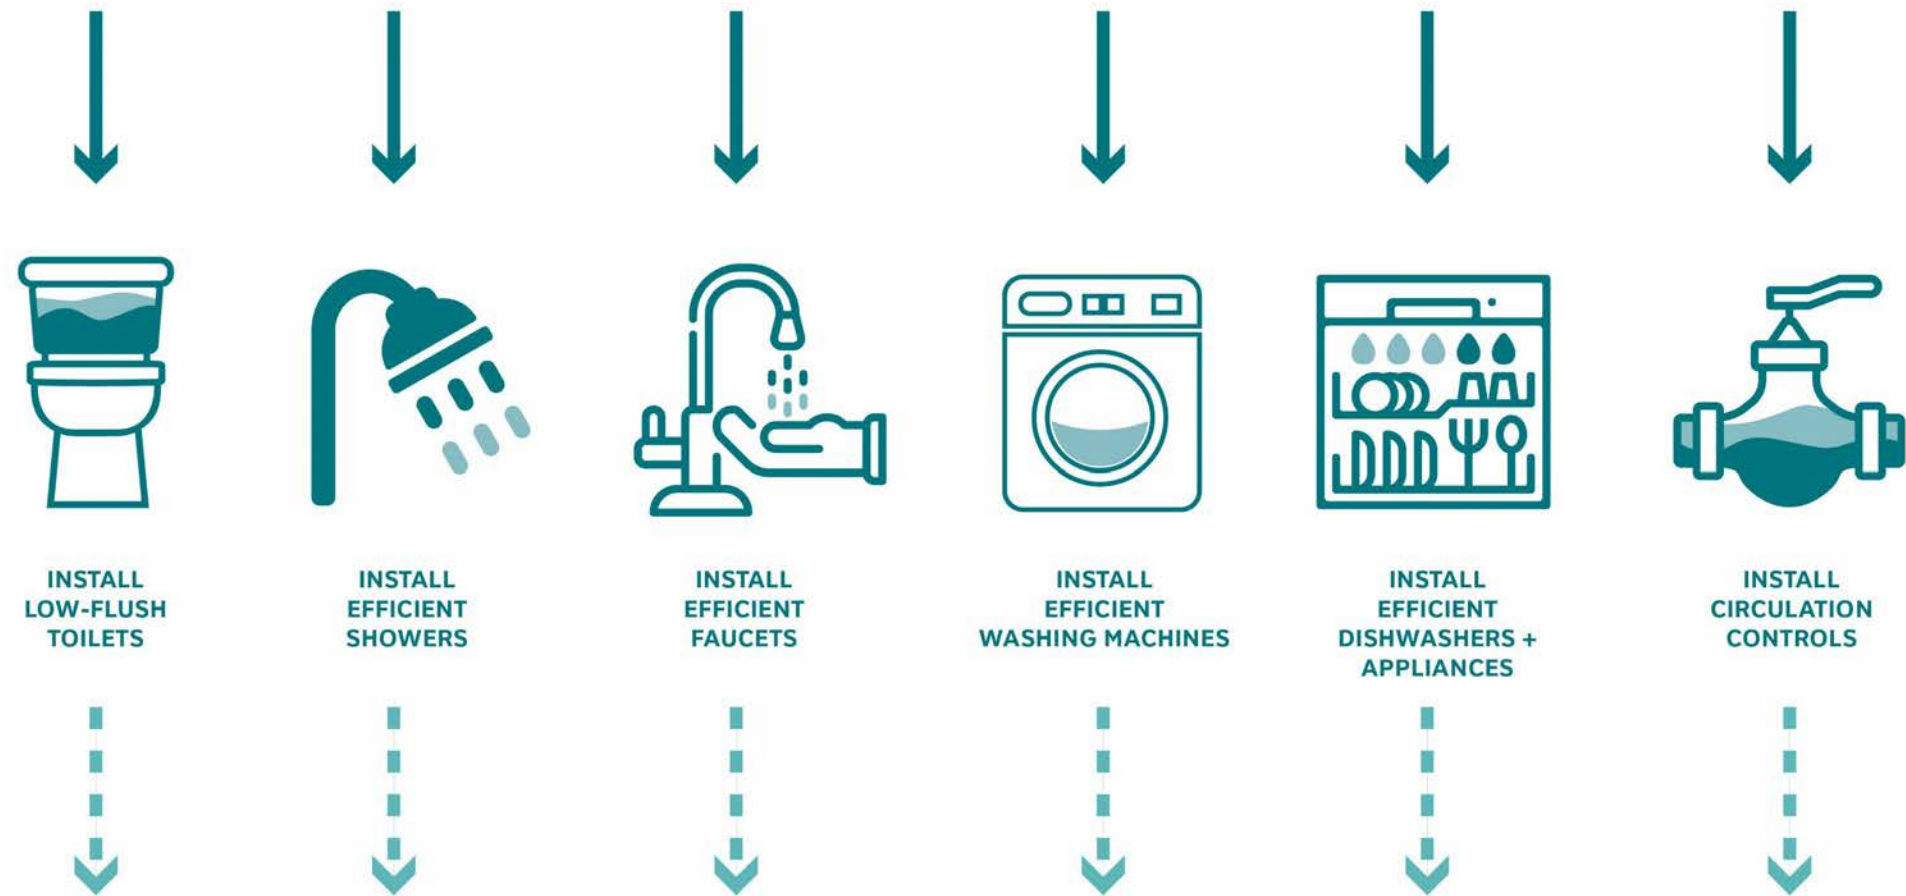 INSTALL
LOW-FLUSH
TOILETS
INSTALL
EFFICIENT
SHOWERS
INSTALL
EFFICIENT
FAUCETS
INSTALL
EFFICIENT
WASHING MACHINES
INSTALL
EFFICIENT
DISHWASHERS +
APPLIANCES
INSTALL
CIRCULATION
CONTROLS